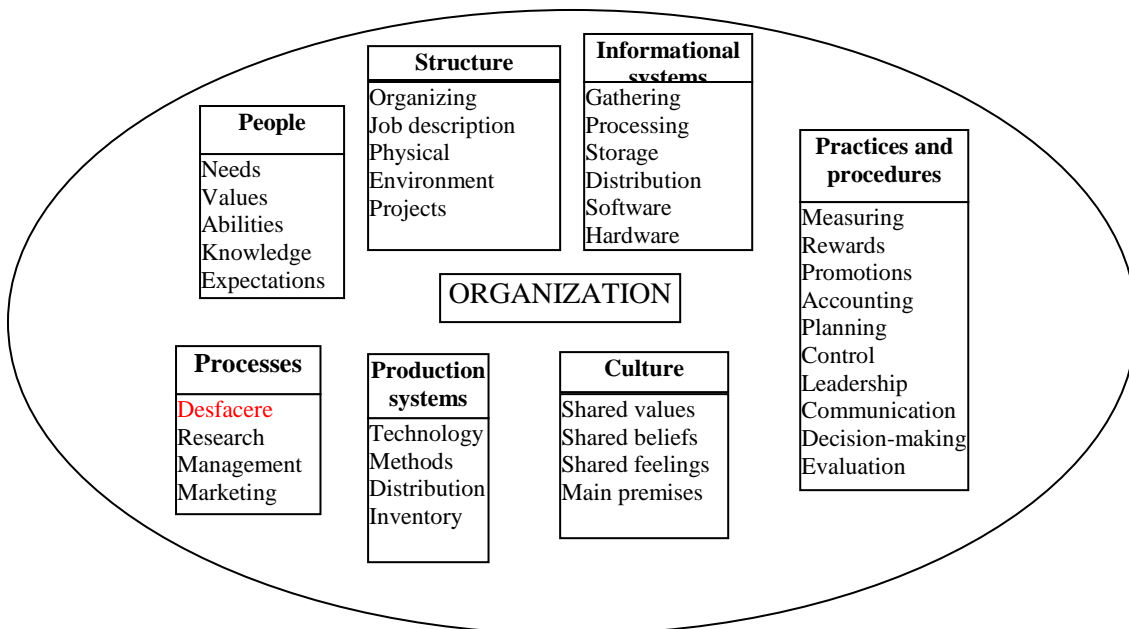 Structure
Organizing
Job description
Physical
Environment
Projects
Informational
systems
Gathering
Processing
Storage
Distribution
Software
Hardware
People
Needs
Values
Abilities
Knowledge
Expectations
Practices and
procedures
Measuring
Rewards
Promotions
Accounting
Planning
Control
Leadership
Communication
Decision-making
Evaluation
ORGANIZATION
Processes
Desfacere
Research
Management
Marketing
Production
systems
Technology
Methods
Distribution
Inventory
Culture
Shared values
Shared beliefs
Shared feelings
Main premises